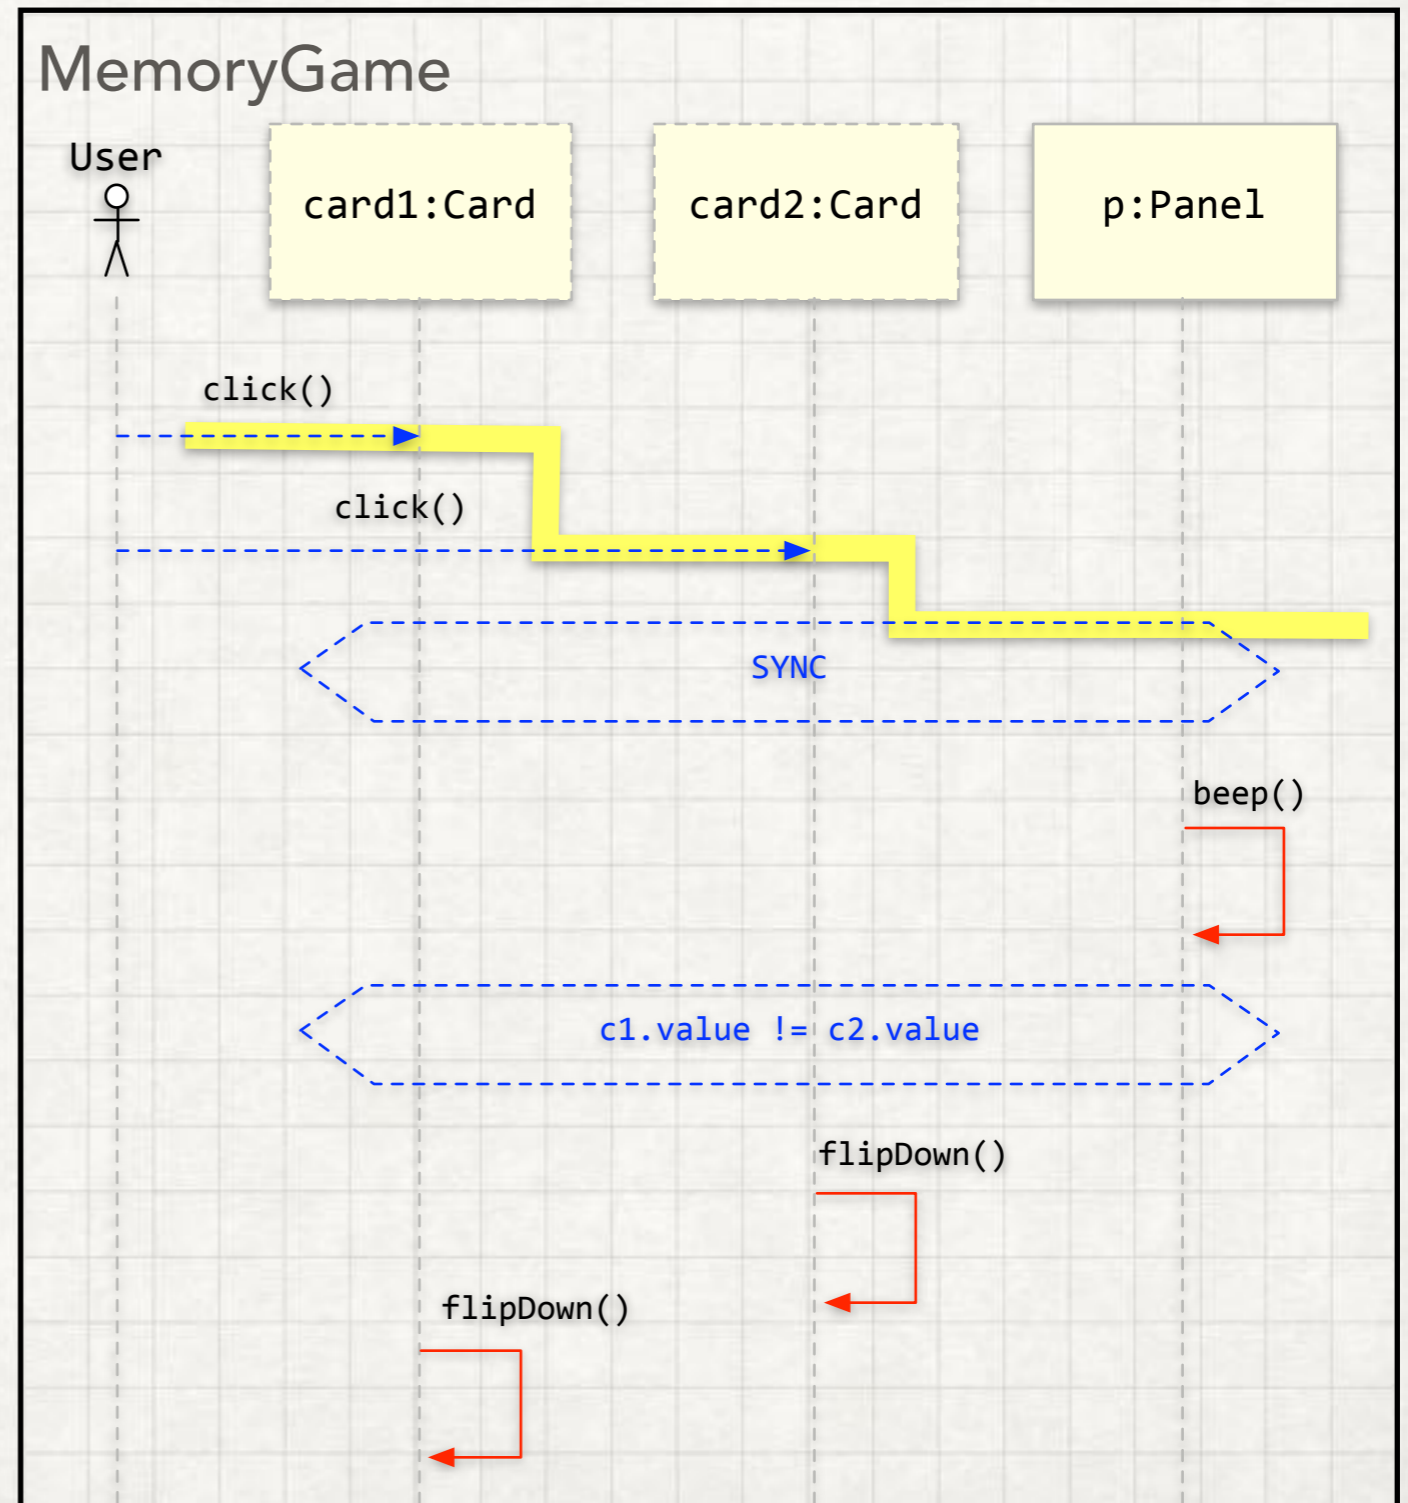 MemoryGame
User
card1:Card
card2:Card
p:Panel
click()
click()
SYNC
beep()
c1.value != c2.value
flipDown()
flipDown()